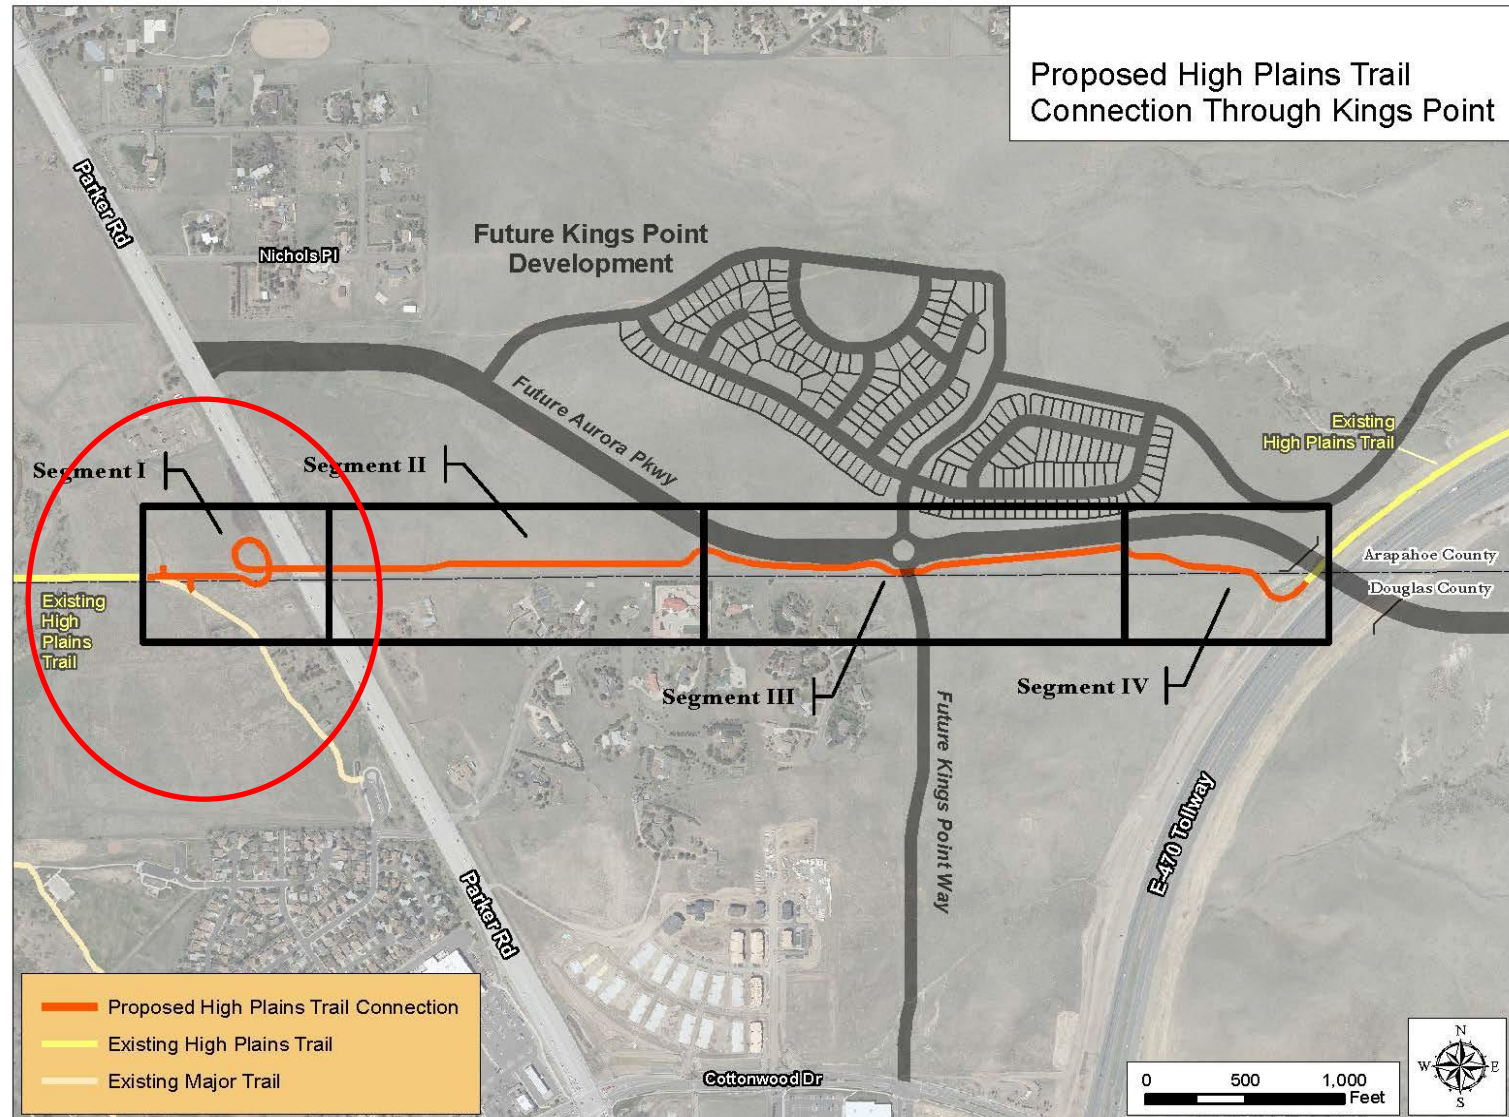 Proposed High Plains Trail
Connection Through Kings Point
Parker Rd
Nichols Pl
Future Kings Point
Development
Future Aurora Pkwy
Existing
High Plains Trail
Segment I
Segment II
Arapahoe County
Douglas County
Existing
High
Plains
Trail
Segment III
Segment IV
Future Kings Point Way
E-470 Tollway
Parker Rd
Proposed High Plains Trail Connection
Existing High Plains Trail
Existing Major Trail
Cottonwood Dr
0 500 1,000
Feet
N
W E
S